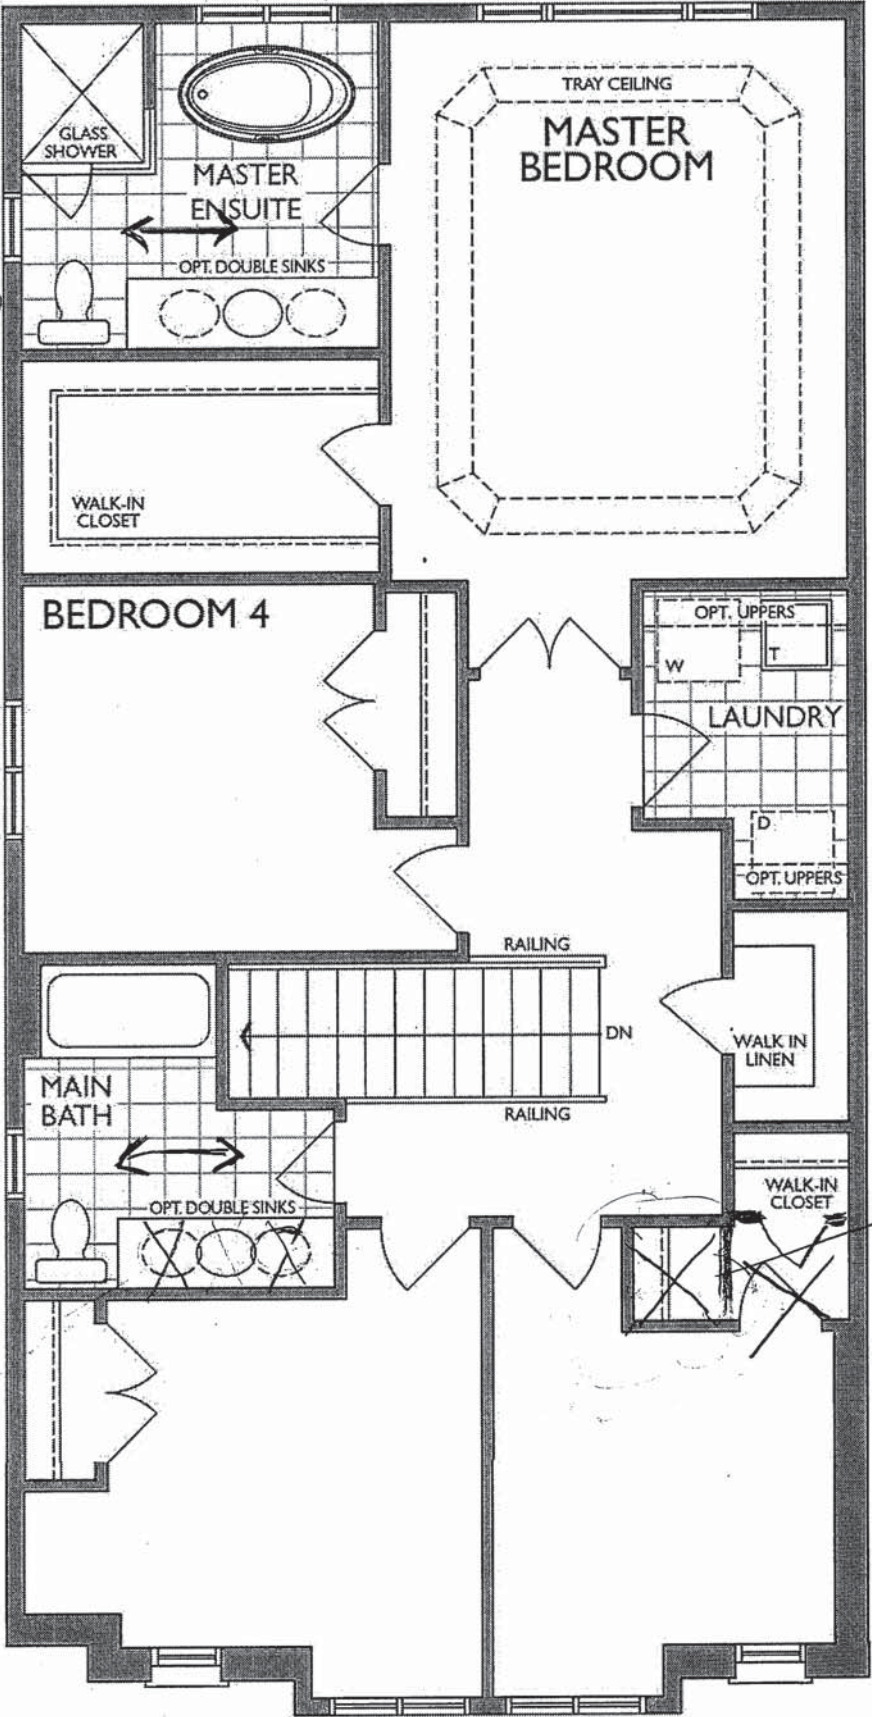 TRAY CEILING
MASTER
BEDROOM
GLASS
SHOWER
MASTER
ENSUITE
OPT. DOUBLE SINKS
WALK-IN
CLOSET
BEDROOM 4
OPT. UPPERS
W
T
LAUNDRY
D
OPT. UPPERS
RAILING
DN
WALK IN
LINEN
RAILING
MAIN
BATH
OPT. DOUBLE SINKS
WALK-IN
CLOSET